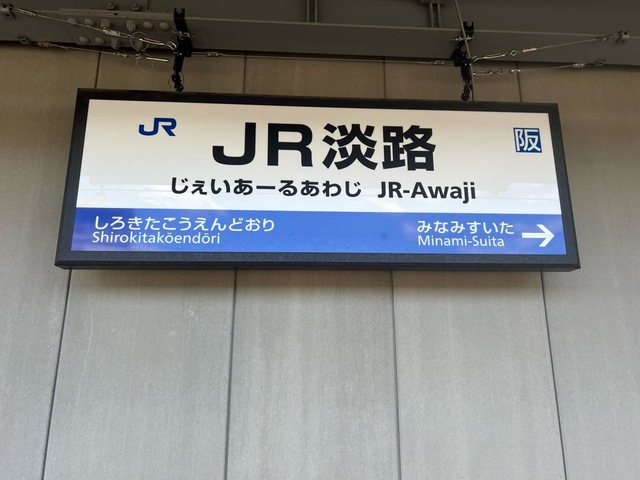 JR
JR淡路
阪
じぇいあーるあわじ JR-Awaji
しろきたこうえんどおり
Shirokitakōendōri
みなみすいた
Minami-Suita